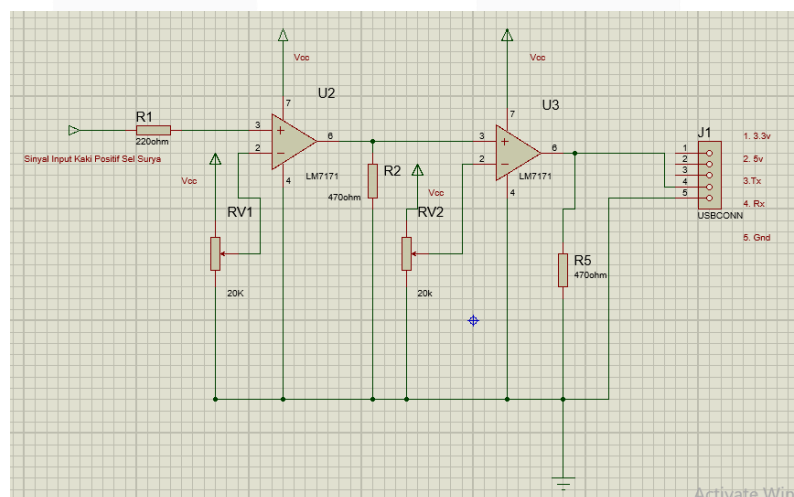 Vcc
Vcc
U2
U3
R1
220ohm
Sinyal Input Kaki Positif Sel Surya
3
2
7
6
4
LM7171
Vcc
RV1
20K
R2
470ohm
Vcc
RV2
20k
3
2
7
6
4
LM7171
R5
470ohm
J1
1
2
3
4
5
USBCONN
1. 3.3v
2. 5v
3.Tx
4. Rx
5. Gnd
Activate Win